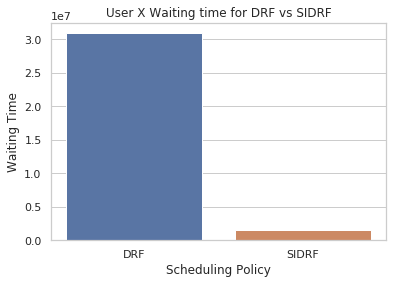 User X Waiting time for DRF vs SIDRF
1e7
3.0
2.5
2.0
1.5
1.0
0.5
0.0
Waiting Time
DRF
SIDRF
Scheduling Policy